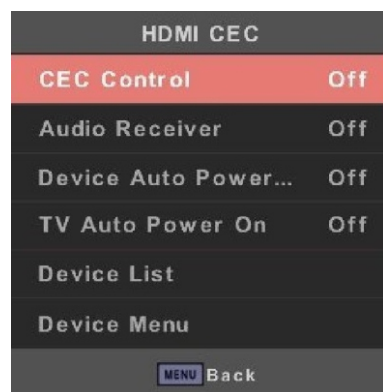 HDMI CEC
CEC Control Off
Audio Receiver Off
Device Auto Power... Off
TV Auto Power On Off
Device List
Device Menu
MENU Back